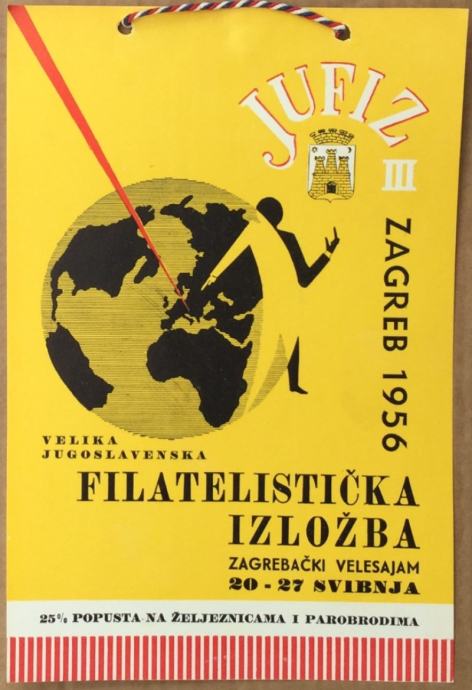 JUFIZ
III
ZAGREB 1956
VELIKA
JUGOSLAVENSKA
FILATELISTIČKA
IZLOŽBA
ZAGREBAČKI VELESAJAM
20 - 27 SVIBNJA
25% POPUSTA NA ŽELJEZNICAMA I PAROBRODIMA